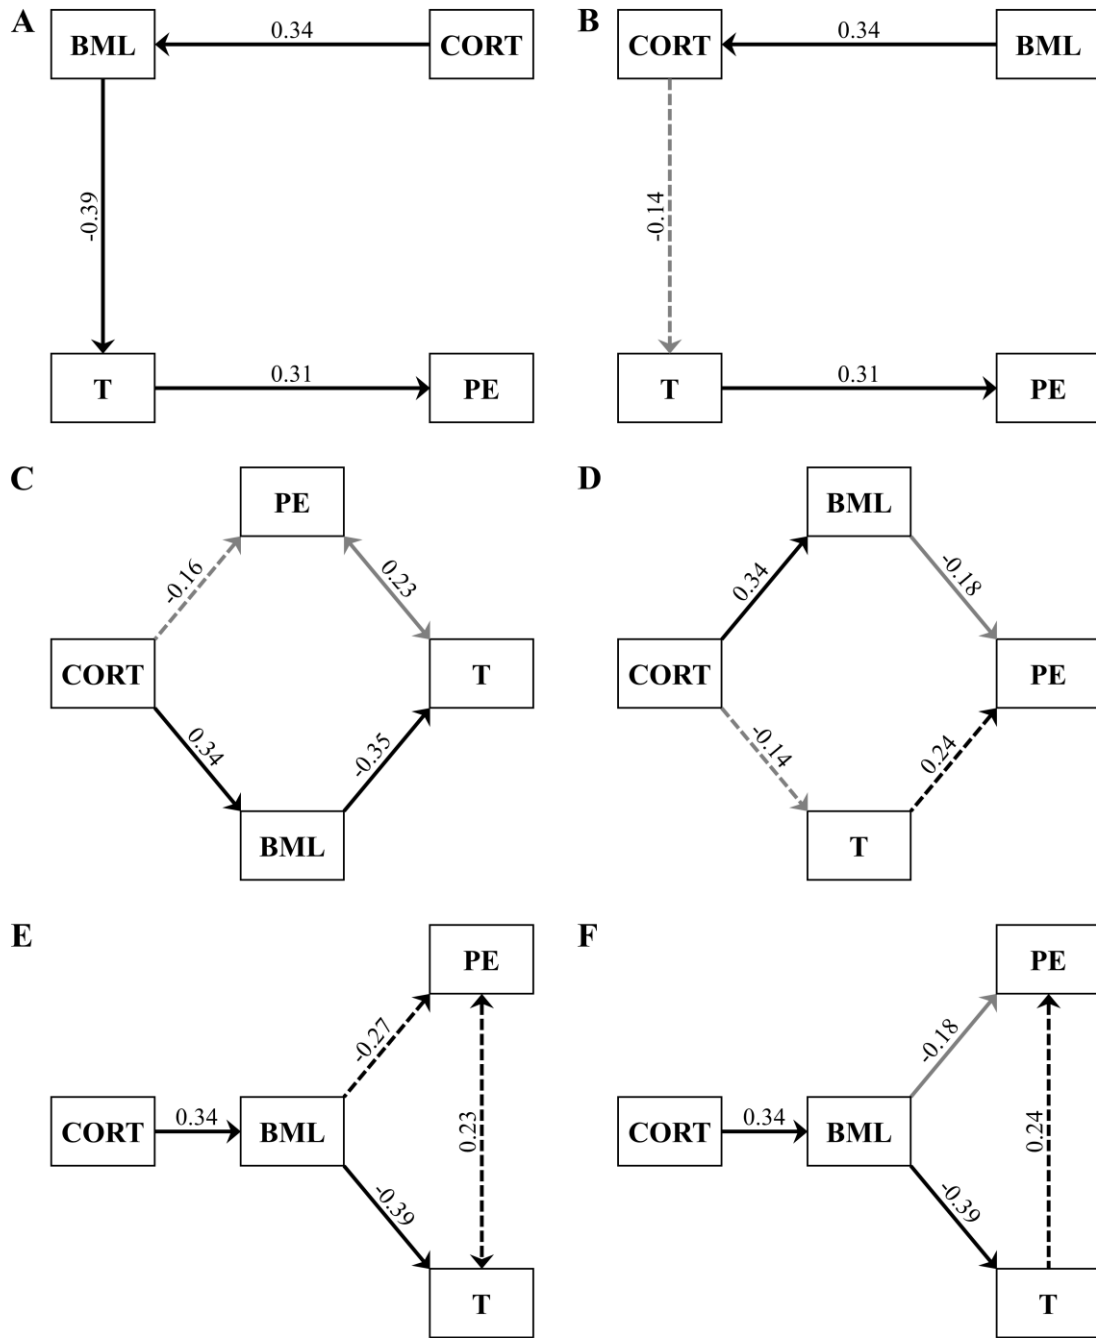 A
BML
0.34
CORT
-0.39
T
0.31
PE
B
CORT
0.34
BML
-0.14
T
0.31
PE
C
PE
-0.16
0.23
CORT
T
0.34
-0.35
BML
D
BML
0.34
-0.18
CORT
PE
-0.14
0.24
T
E
PE
-0.27
CORT
0.34
BML
0.23
-0.39
T
F
PE
-0.18
CORT
0.34
BML
0.24
-0.39
T